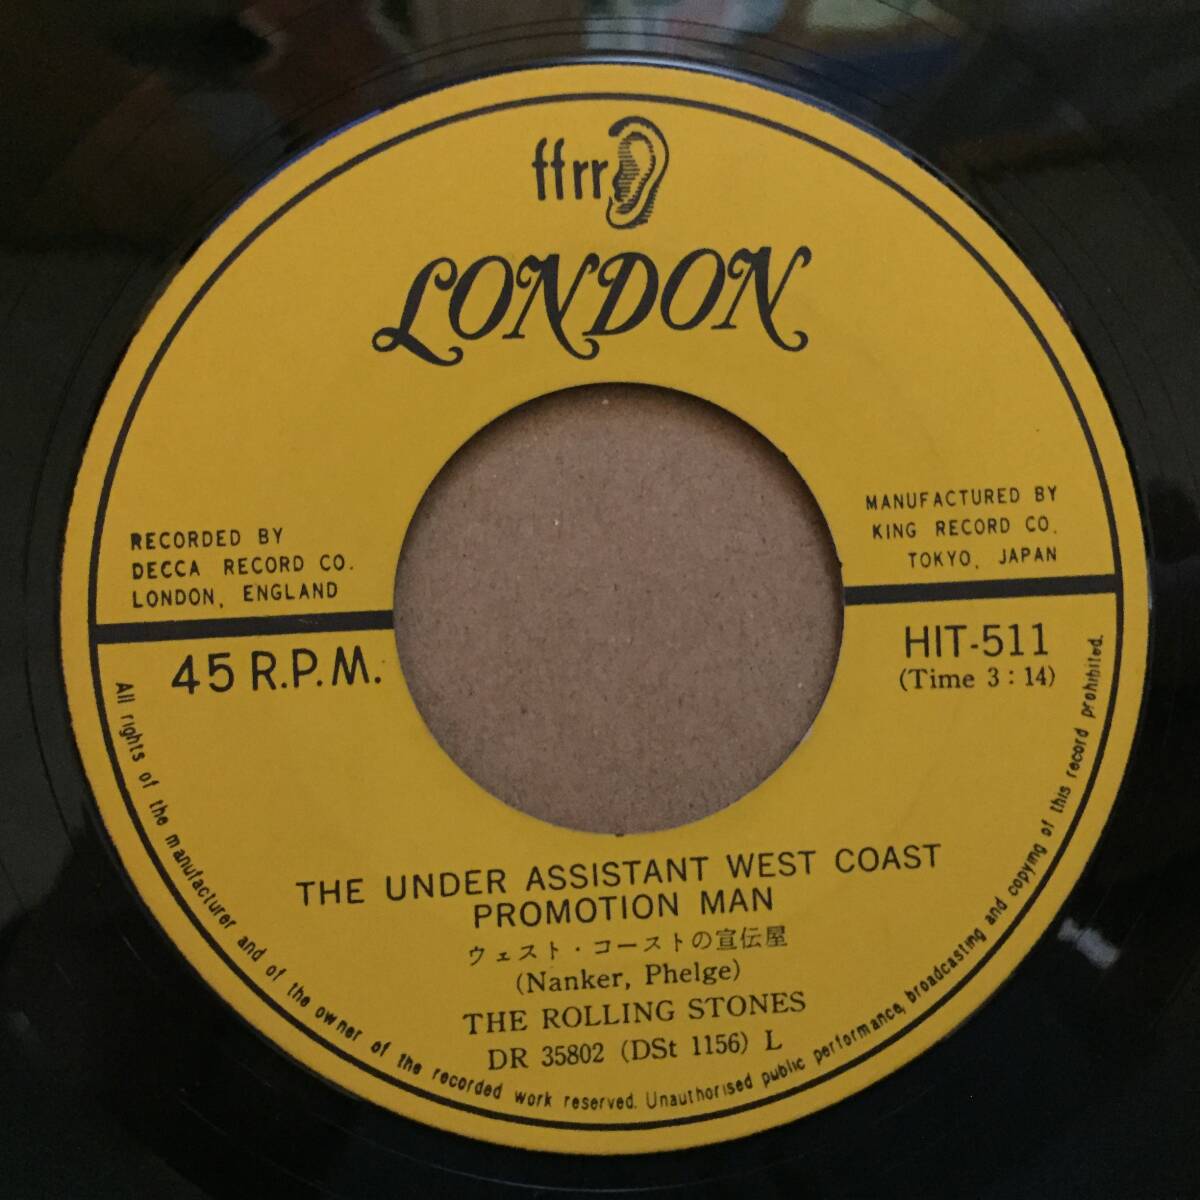 ffrr
LONDON
RECORDED BY
DECCA RECORD CO.
LONDON, ENGLAND
MANUFACTURED BY
KING RECORD CO.
TOKYO, JAPAN
45 R.P.M.
HIT-511
(Time 3:14)
THE UNDER ASSISTANT WEST COAST
PROMOTION MAN
ウェスト・コーストの宣伝屋
(Nanker, Phelge)
THE ROLLING STONES
DR 35802 (DSt 1156) L
All rights of the manufacturer and of the owner of the recorded work reserved. Unauthorised public performance, broadcasting and copying of this record prohibited.